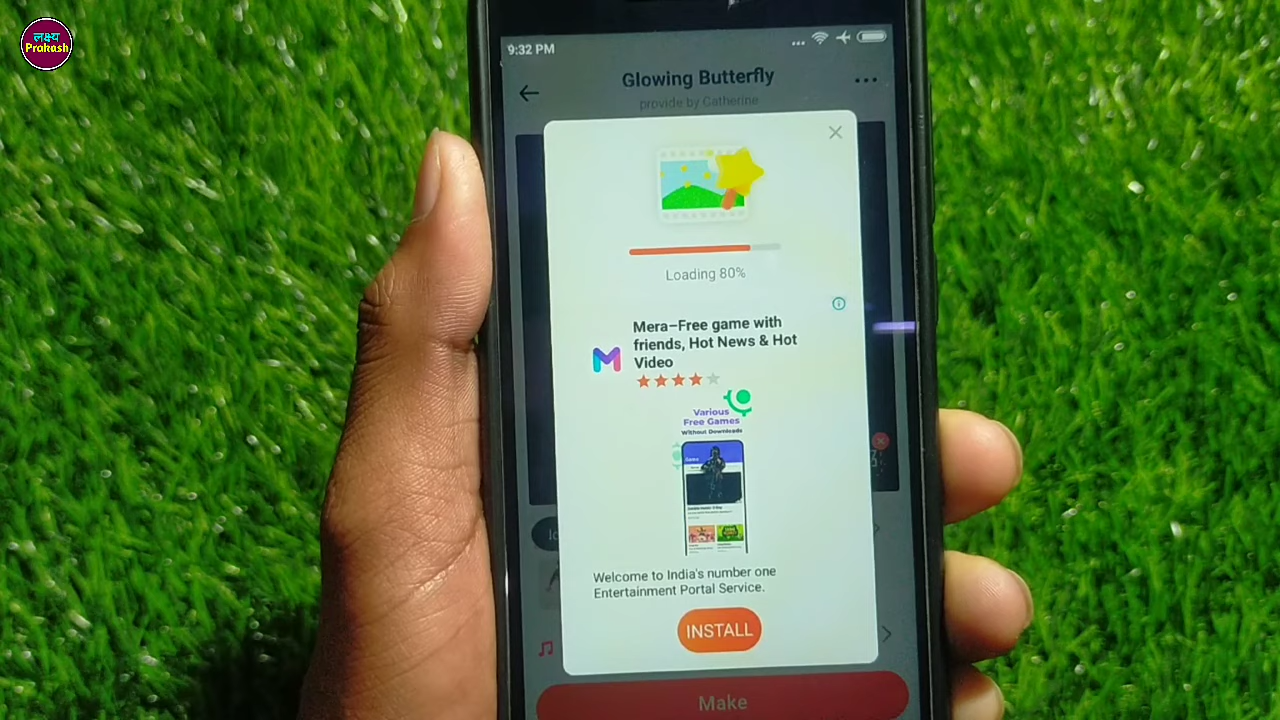 लक्ष्य
Prakash
9:32 PM
Glowing Butterfly
provide by Catherine
Loading 80%
Mera-Free game with
friends, Hot News & Hot
Video
Various
Free Games
Without Downloads
Welcome to India's number one
Entertainment Portal Service.
INSTALL
Make